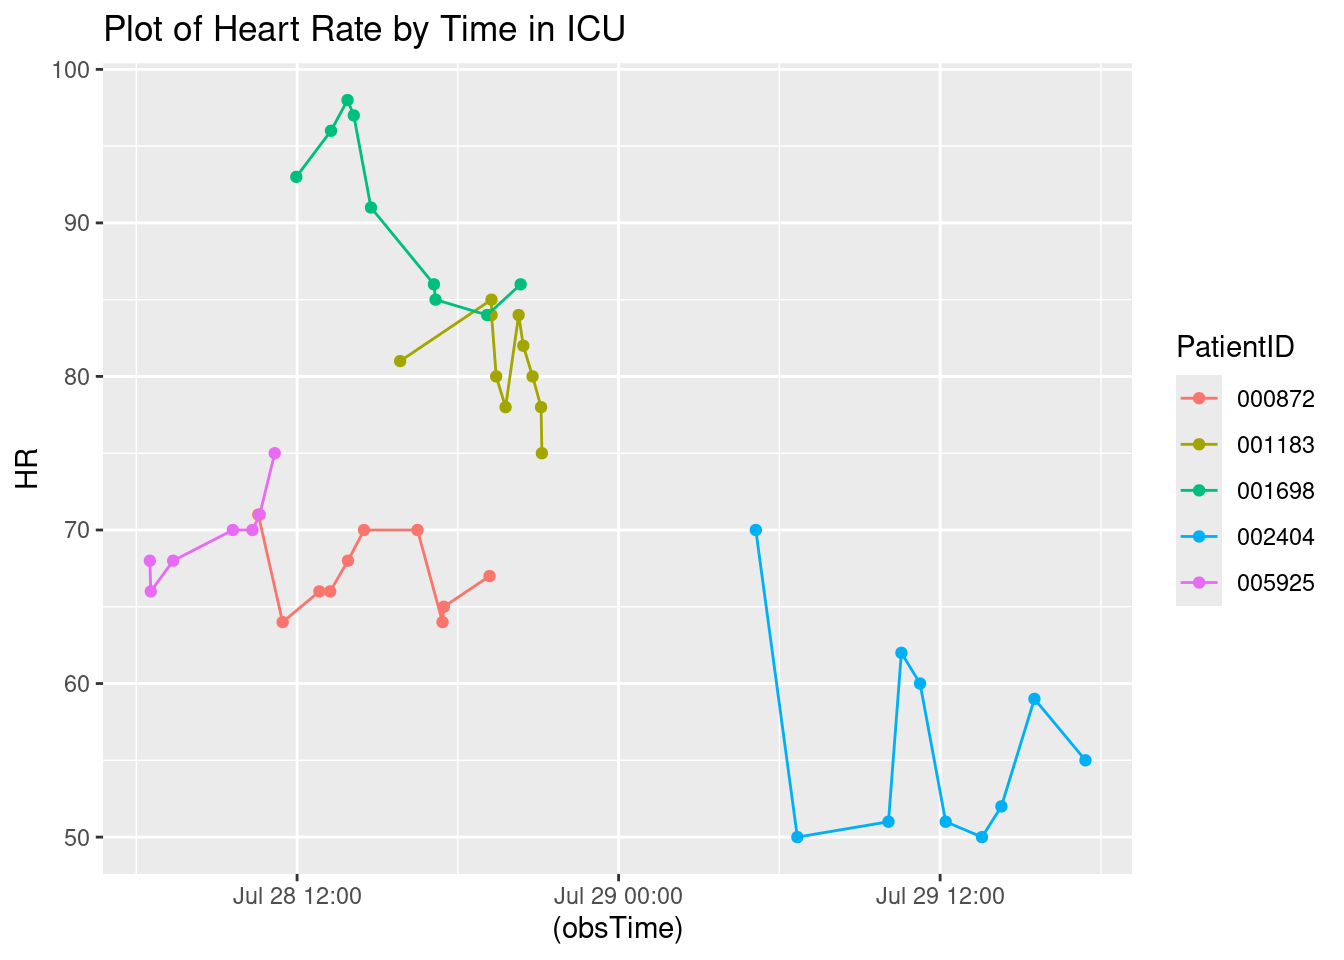 Plot of Heart Rate by Time in ICU
100
90
80
70
60
50
HR
Jul 28 12:00
Jul 29 00:00
Jul 29 12:00
(obsTime)
PatientID
000872
001183
001698
002404
005925